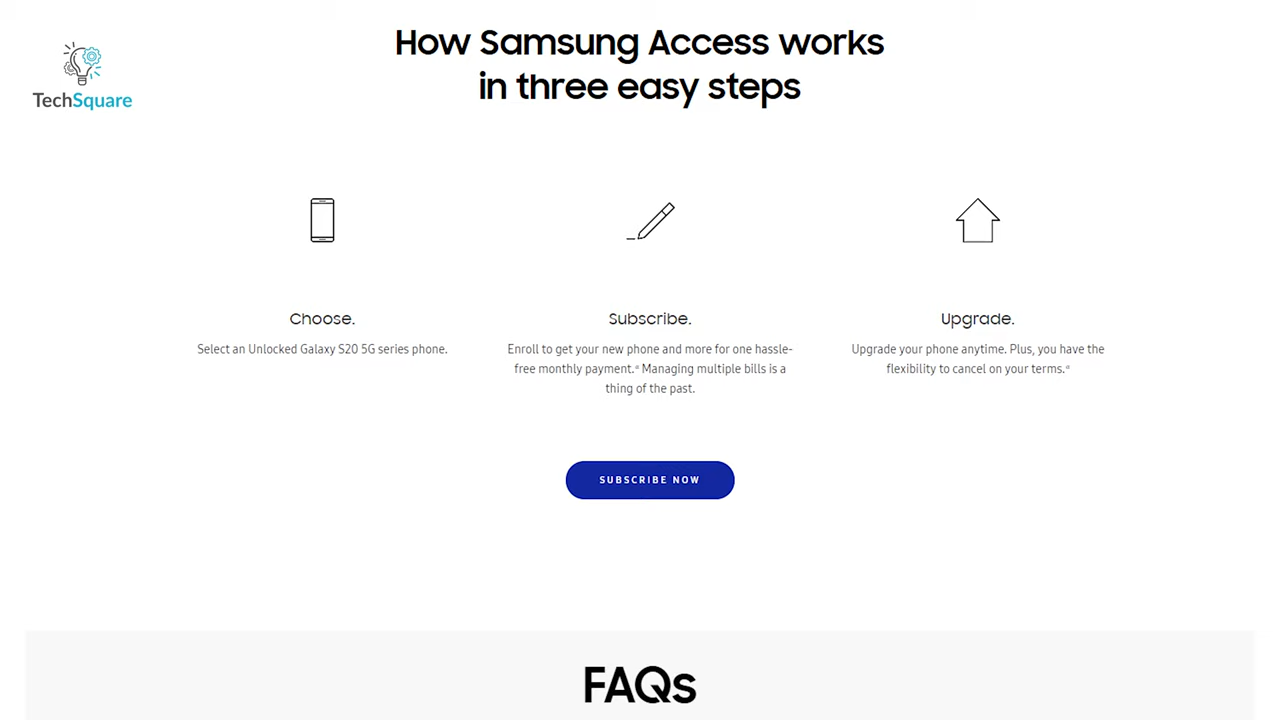 How Samsung Access works
in three easy steps
TechSquare
Choose.
Select an Unlocked Galaxy S20 5G series phone.
Subscribe.
Enroll to get your new phone and more for one hassle-
free monthly payment. Managing multiple bills is a
thing of the past.
Upgrade.
Upgrade your phone anytime. Plus, you have the
flexibility to cancel on your terms.
SUBSCRIBE NOW
FAQs